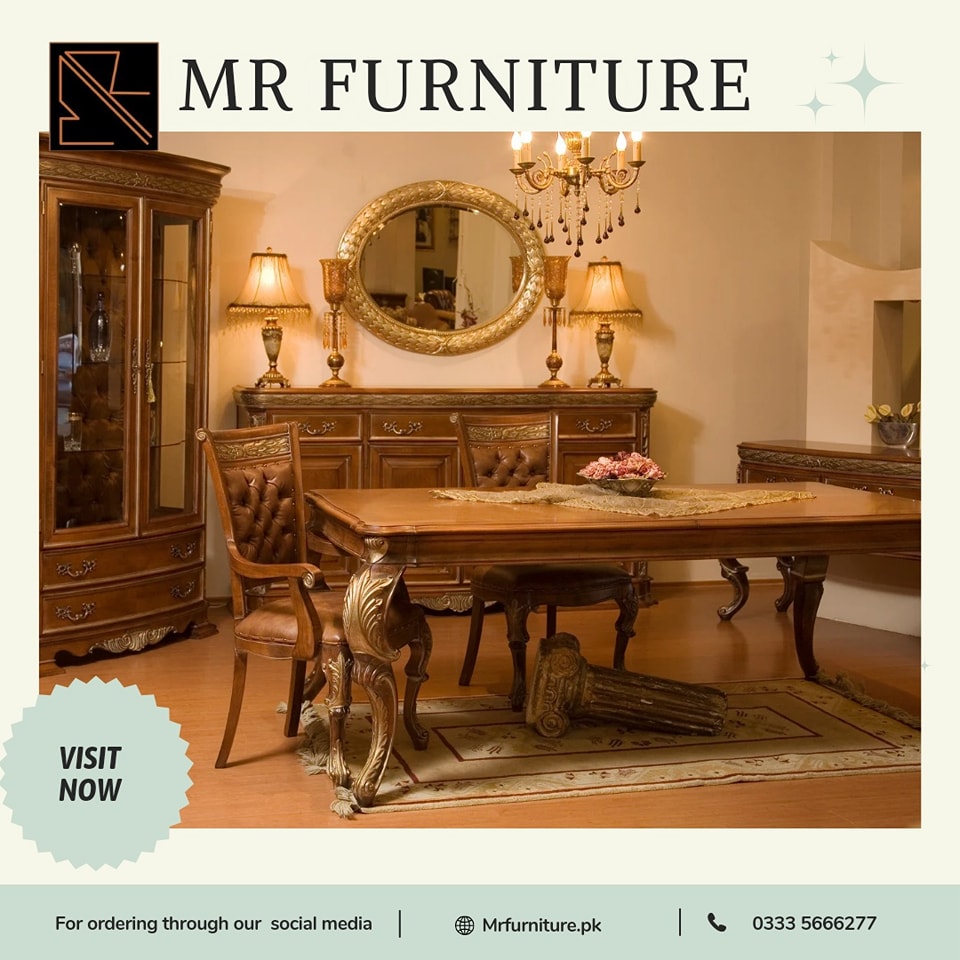 MR FURNITURE
VISIT
NOW
For ordering through our social media
Mrfurniture.pk
0333 5666277